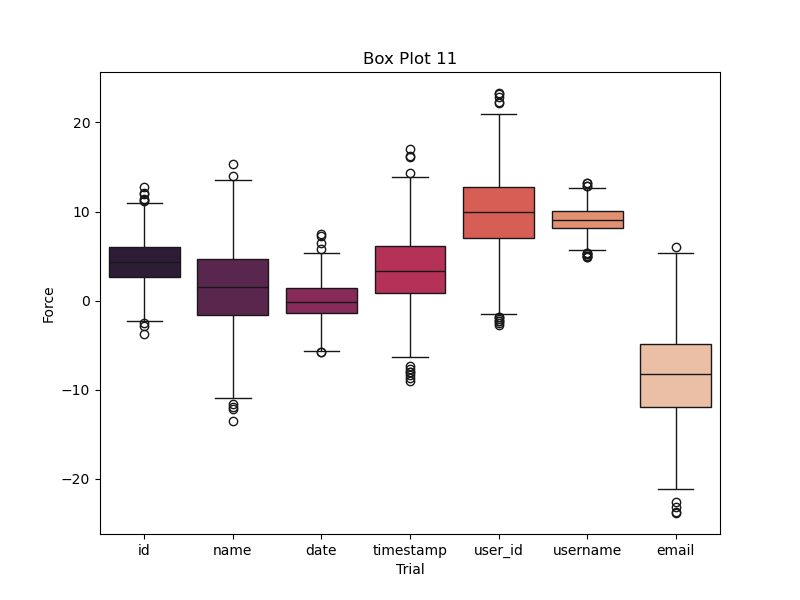 Box Plot 11
Force
20
10
0
−10
−20
id name date timestamp user_id username email
Trial